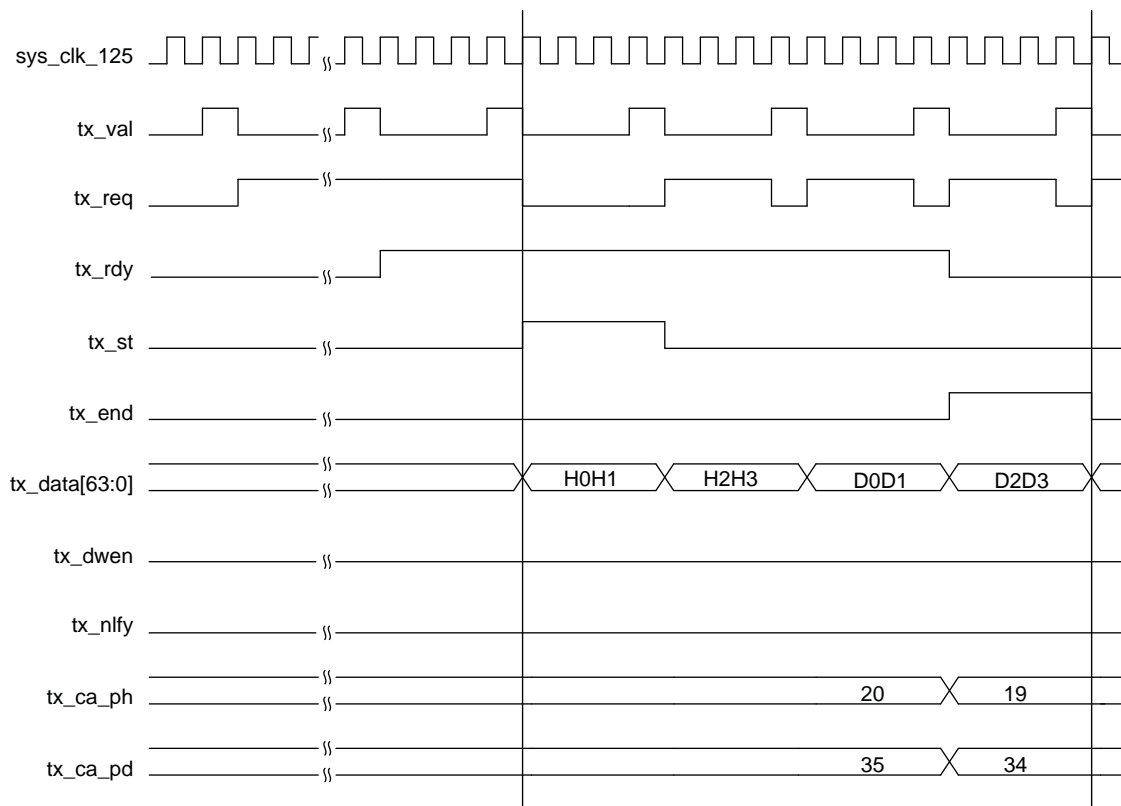 sys_clk_125
tx_val
tx_req
tx_rdy
tx_st
tx_end
tx_data[63:0] H0H1 H2H3 D0D1 D2D3
tx_dwen
tx_nlfy
tx_ca_ph 20 19
tx_ca_pd 35 34